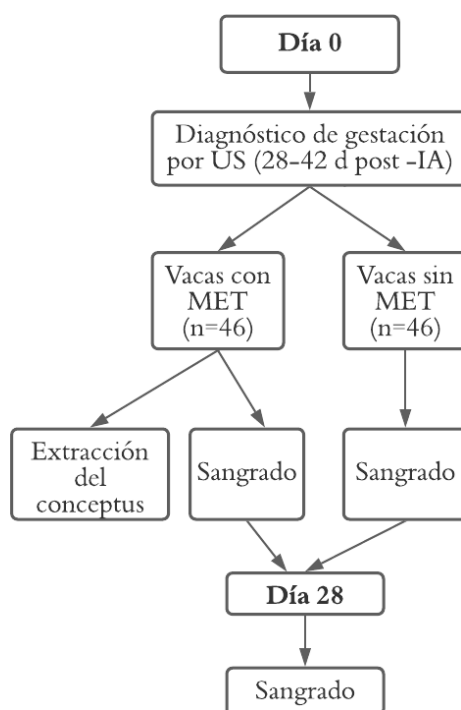 Día 0
Diagnóstico de gestación
por US (28-42 d post -IA)
Vacas con
MET
(n=46)
Vacas sin
MET
(n=46)
Extracción
del
conceptus
Sangrado
Sangrado
Día 28
Sangrado